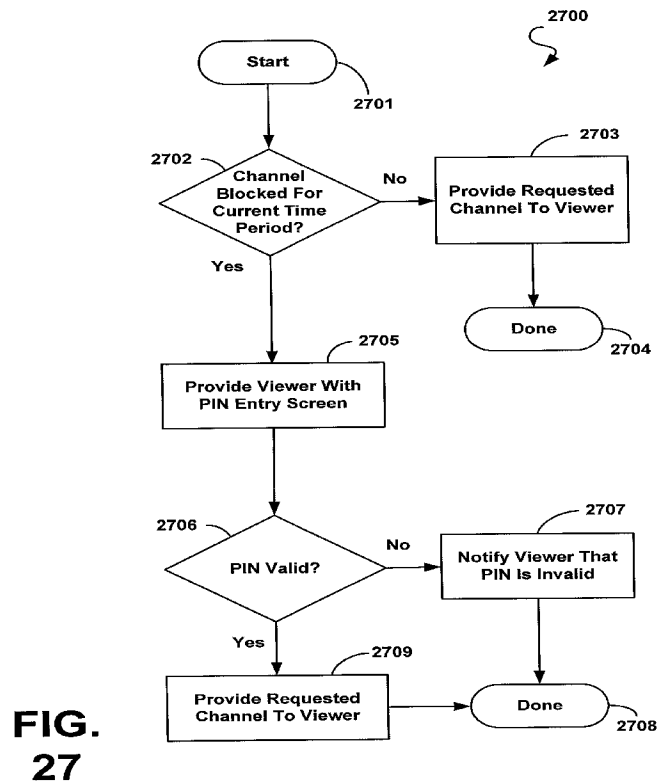 2700
Start
2701
2702
Channel
Blocked For
Current Time
Period?
No
2703
Provide Requested
Channel To Viewer
Yes
Done
2704
2705
Provide Viewer With
PIN Entry Screen
2706
PIN Valid?
No
2707
Notify Viewer That
PIN Is Invalid
Yes
2709
Provide Requested
Channel To Viewer
Done
2708
FIG.
27